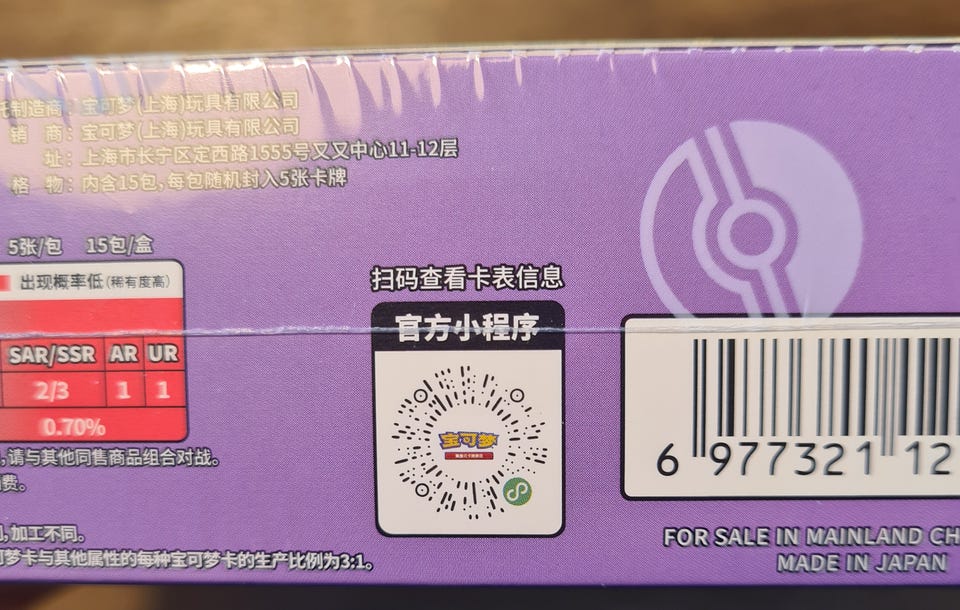 托制造商：宝可梦(上海)玩具有限公司
销 商：宝可梦(上海)玩具有限公司
址：上海市长宁区定西路1555号又又中心11-12层
格 物：内含15包，每包随机封入5张卡牌
5张/包 15包/盒
出现概率低(稀有度高)
SAR/SSR AR UR
2/3 1 1
0.70%
，请与其他同售商品组合对战。
费。
，加工不同。
可梦卡与其他属性的每种宝可梦卡的生产比例为3:1。
扫码查看卡表信息
官方小程序
宝可梦
6 977321 12
FOR SALE IN MAINLAND CH
MADE IN JAPAN